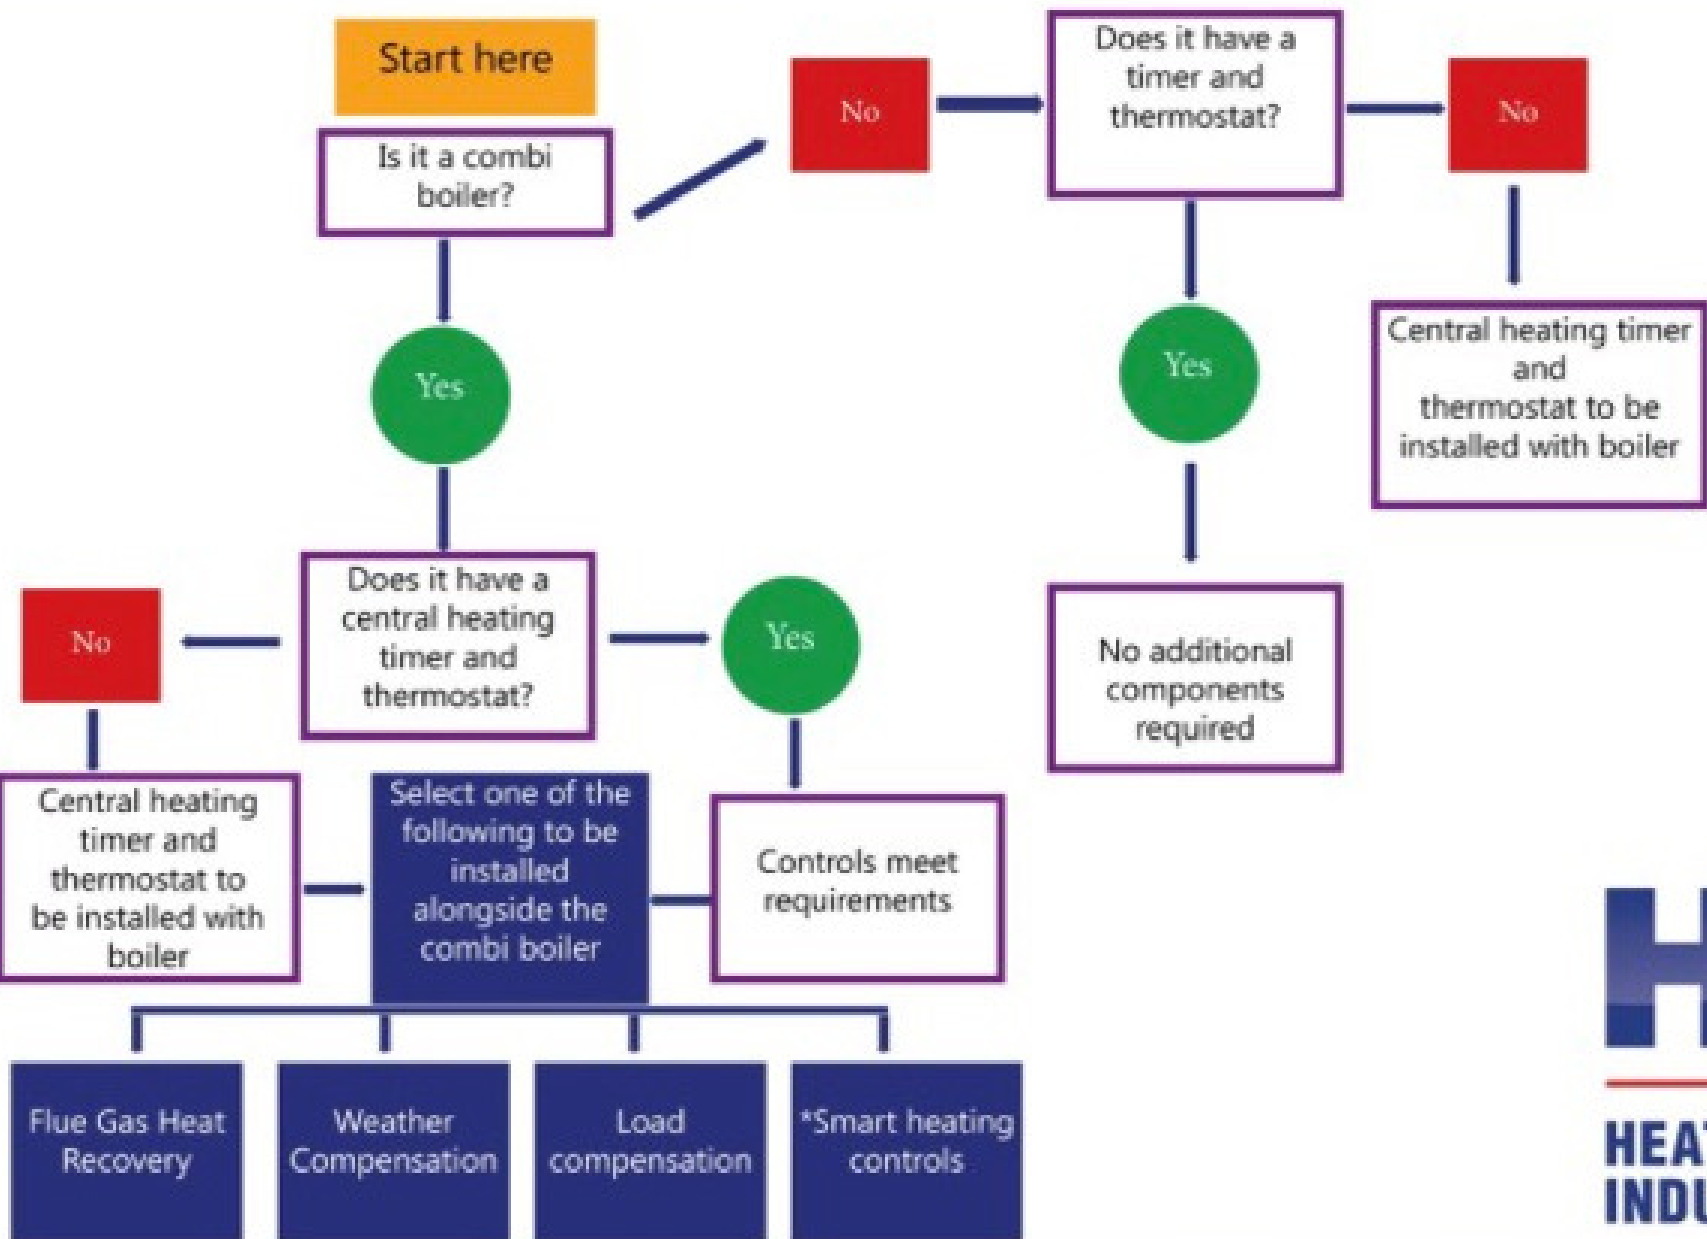 Start here
Is it a combi
boiler?
No
Does it have a
timer and
thermostat?
No
Yes
Yes
Central heating timer
and
thermostat to be
installed with boiler
No
Does it have a
central heating
timer and
thermostat?
Yes
No additional
components
required
Central heating
timer and
thermostat to
be installed with
boiler
Select one of the
following to be
installed
alongside the
combi boiler
Controls meet
requirements
Flue Gas Heat
Recovery
Weather
Compensation
Load
compensation
*Smart heating
controls
H
HEAT
INDU